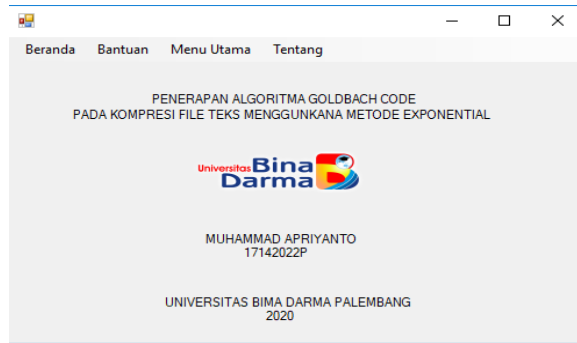 Beranda Bantuan Menu Utama Tentang
PENERAPAN ALGORITMA GOLDBACH CODE
PADA KOMPRESI FILE TEKS MENGGUNKANA METODE EXPONENTIAL
Universitas Bina
Darma
MUHAMMAD APRIYANTO
17142022P
UNIVERSITAS BIMA DARMA PALEMBANG
2020